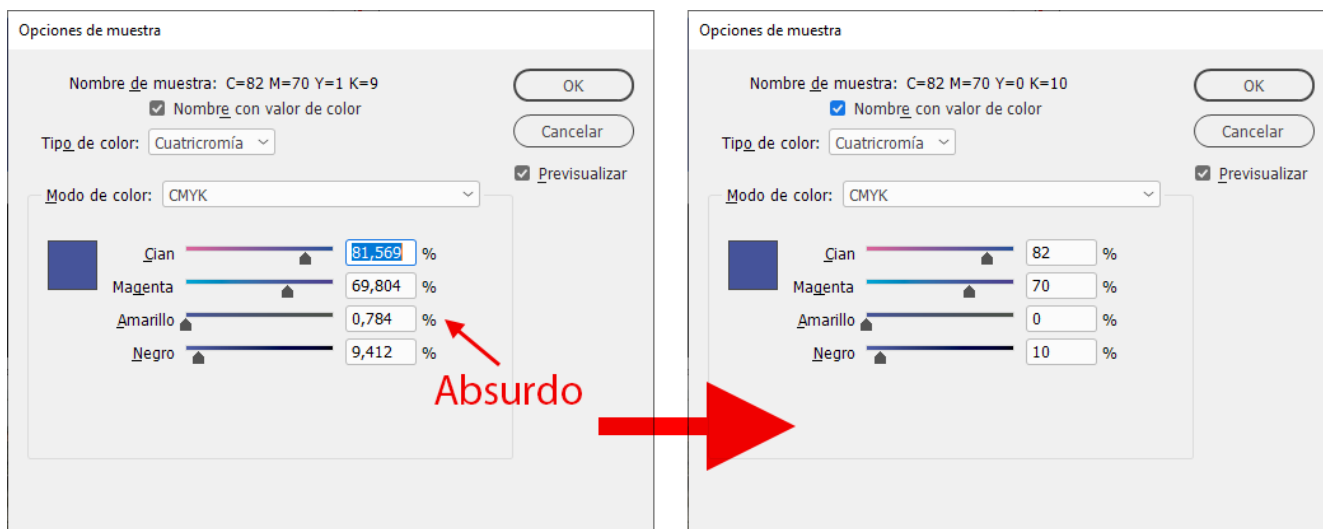 Opciones de muestra
Nombre de muestra: C=82 M=70 Y=1 K=9
Nombre con valor de color
Tipo de color: Cuatricromía
OK
Cancelar
Previsualizar
Modo de color: CMYK
Cian 81,569 %
Magenta 69,804 %
Amarillo 0,784 %
Negro 9,412 %
Absurdo
Opciones de muestra
Nombre de muestra: C=82 M=70 Y=0 K=10
Nombre con valor de color
Tipo de color: Cuatricromía
OK
Cancelar
Previsualizar
Modo de color: CMYK
Cian 82 %
Magenta 70 %
Amarillo 0 %
Negro 10 %